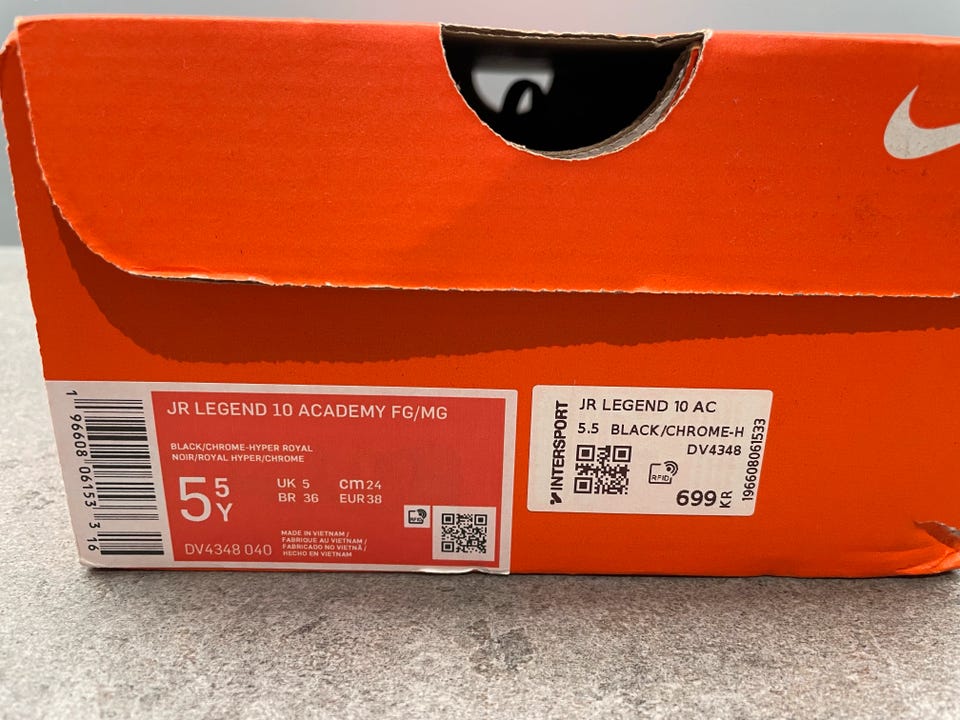 JR LEGEND 10 ACADEMY FG/MG
BLACK/CHROME-HYPER ROYAL
NOIR/ROYAL HYPER/CHROME
5 5 Y
UK 5 cm 24
BR 36 EUR 38
RFID
MADE IN VIETNAM /
FABRIQUE AU VIETNAM /
FABRICADO NO VIETNÃ /
HECHO EN VIETNAM
DV4348 040
1 96608 06153 3 16
INTERSPORT
JR LEGEND 10 AC
5.5 BLACK/CHROME-H
DV4348
RFID
699 KR
196608061533